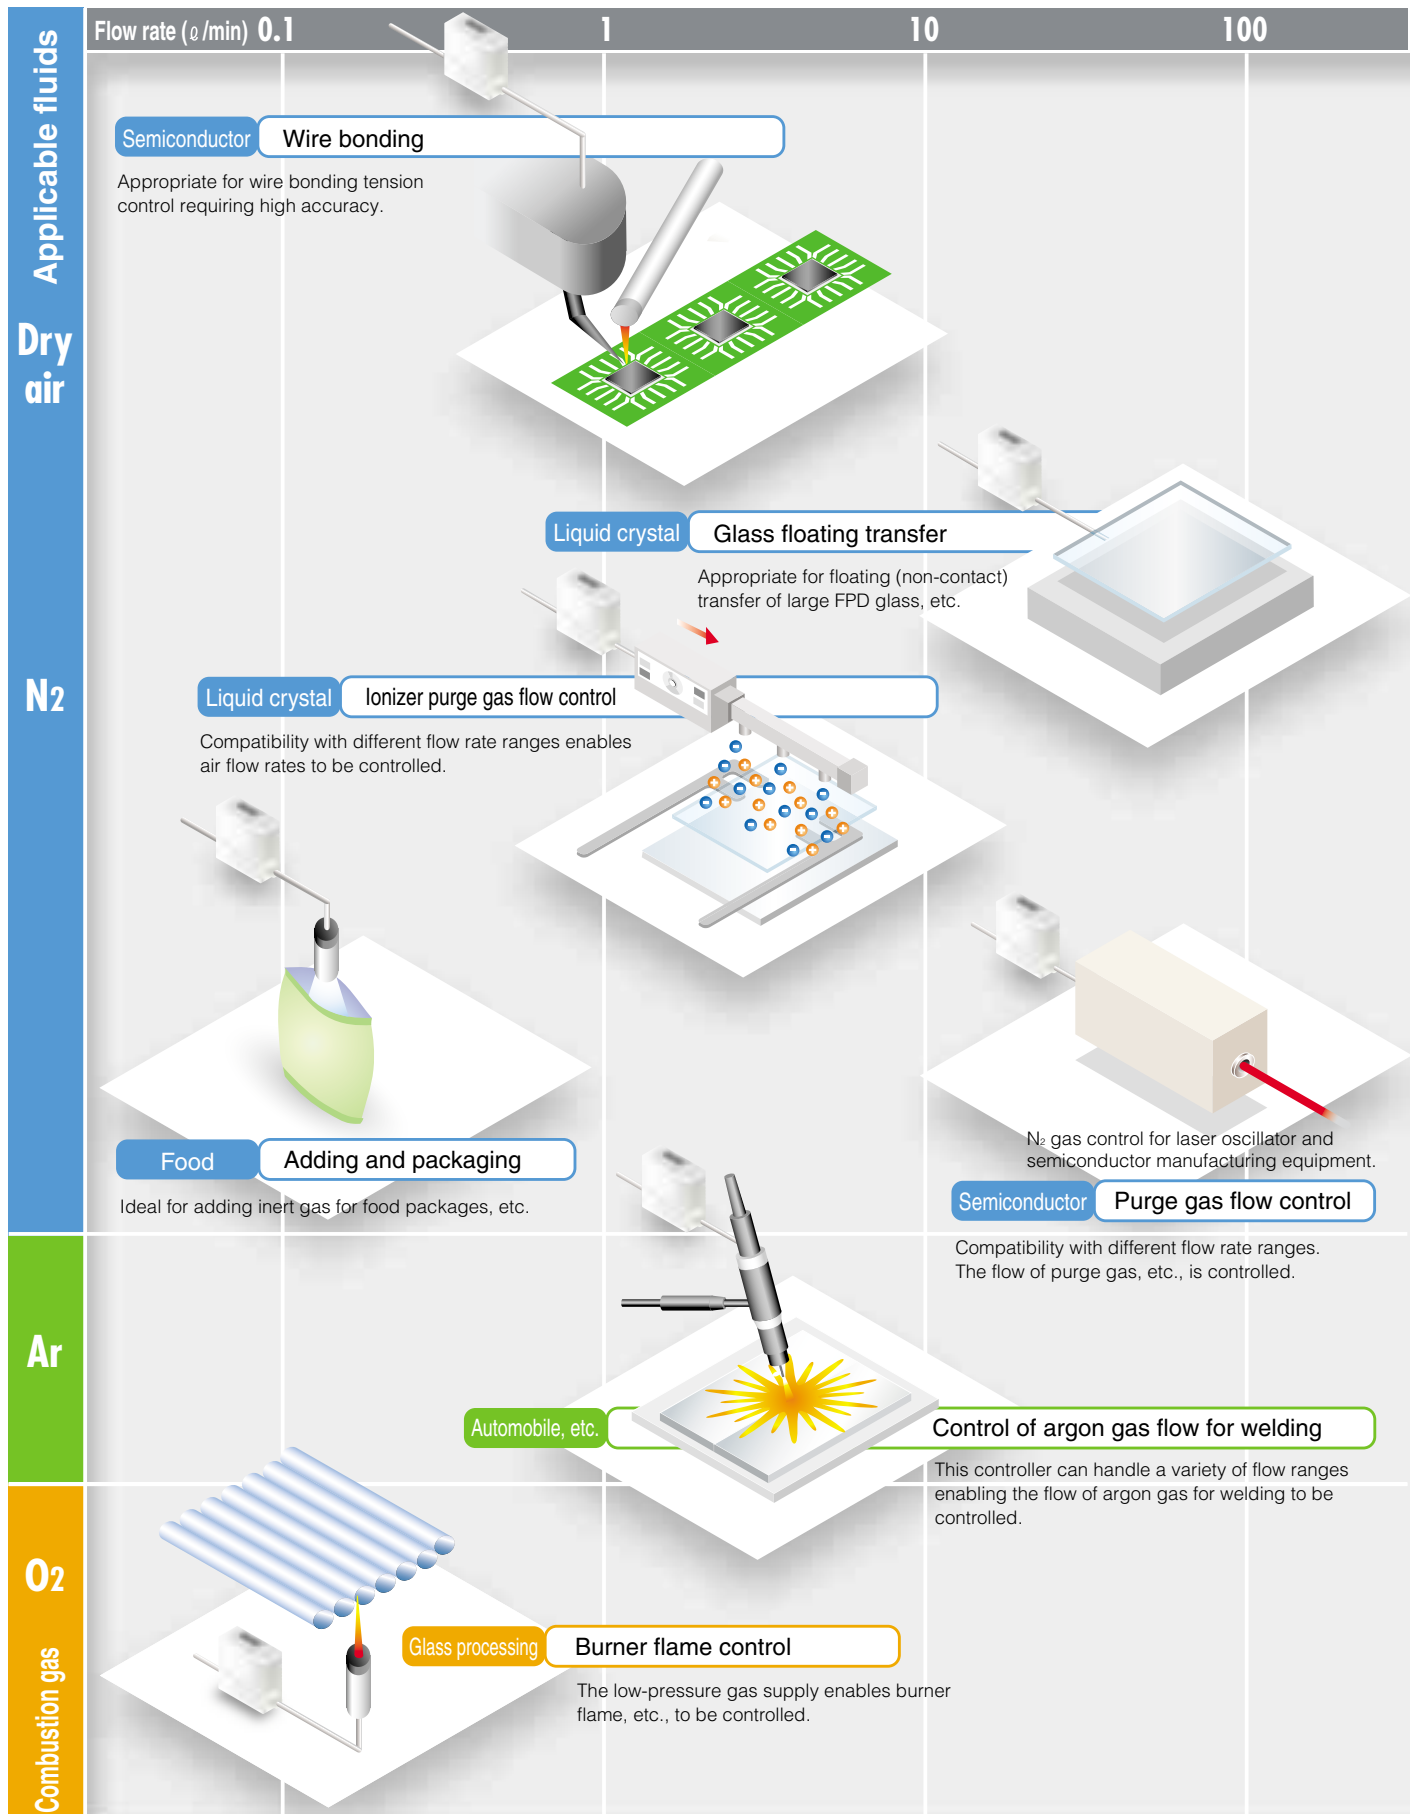 Flow rate (ℓ/min) 0.1 1 10 100
Applicable fluids
Semiconductor Wire bonding
Appropriate for wire bonding tension
control requiring high accuracy.
Dry
air
Liquid crystal Glass floating transfer
Appropriate for floating (non-contact)
transfer of large FPD glass, etc.
N2
Liquid crystal Ionizer purge gas flow control
Compatibility with different flow rate ranges enables
air flow rates to be controlled.
Food Adding and packaging
Ideal for adding inert gas for food packages, etc.
N2 gas control for laser oscillator and
semiconductor manufacturing equipment.
Semiconductor Purge gas flow control
Compatibility with different flow rate ranges.
The flow of purge gas, etc., is controlled.
Ar
Automobile, etc. Control of argon gas flow for welding
This controller can handle a variety of flow ranges
enabling the flow of argon gas for welding to be
controlled.
O2
Combustion gas
Glass processing Burner flame control
The low-pressure gas supply enables burner
flame, etc., to be controlled.